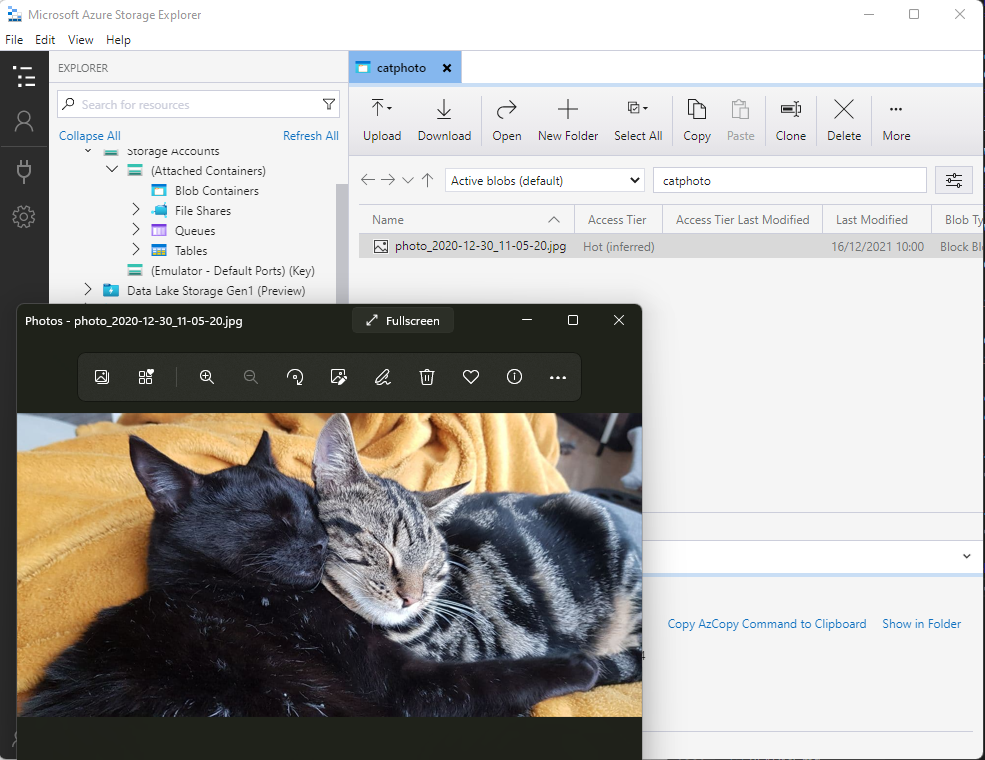 Microsoft Azure Storage Explorer
File Edit View Help
EXPLORER
Search for resources
Collapse All Refresh All
Storage Accounts
(Attached Containers)
Blob Containers
File Shares
Queues
Tables
(Emulator - Default Ports) (Key)
Data Lake Storage Gen1 (Preview)
catphoto
Upload Download Open New Folder Select All Copy Paste Clone Delete More
Active blobs (default) catphoto
Name Access Tier Access Tier Last Modified Last Modified Blob Ty
photo_2020-12-30_11-05-20.jpg Hot (inferred) 16/12/2021 10:00 Block Bl
Photos - photo_2020-12-30_11-05-20.jpg Fullscreen
Copy AzCopy Command to Clipboard Show in Folder